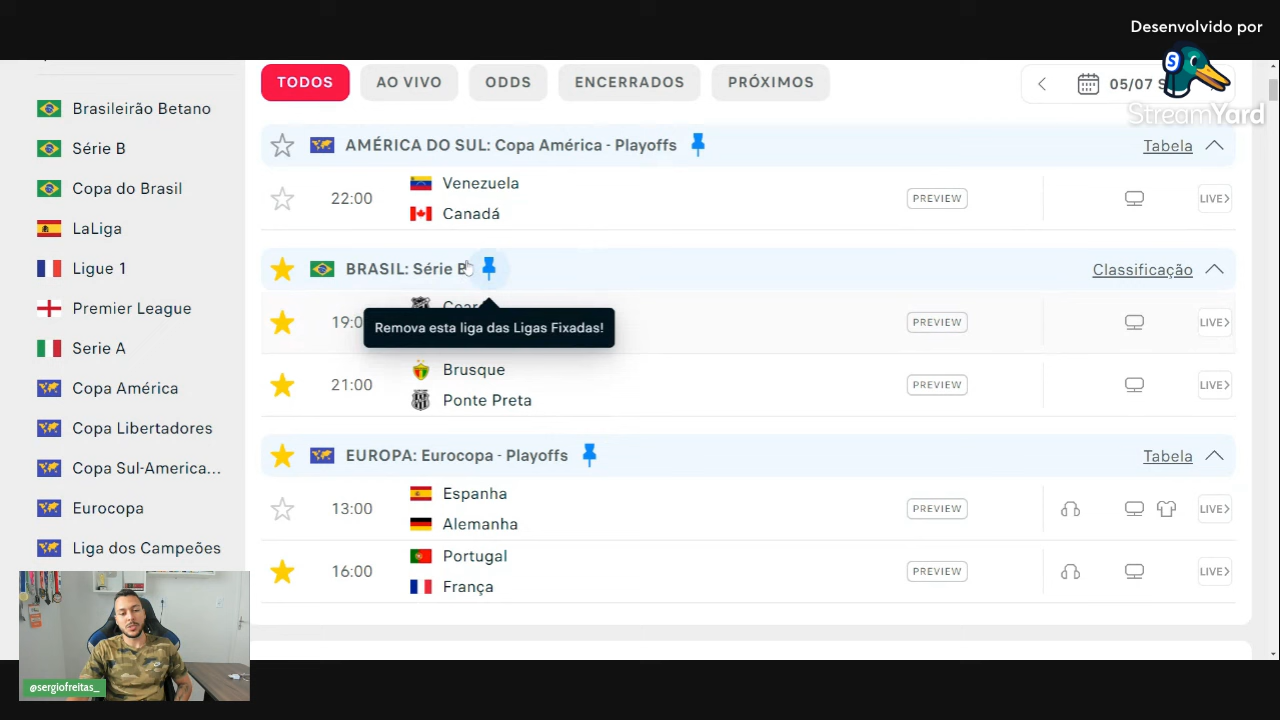 Desenvolvido por
StreamYard
TODOS
AO VIVO
ODDS
ENCERRADOS
PRÓXIMOS
05/07
Brasileirão Betano
Série B
Copa do Brasil
LaLiga
Ligue 1
Premier League
Serie A
Copa América
Copa Libertadores
Copa Sul-America...
Eurocopa
Liga dos Campeões
AMÉRICA DO SUL: Copa América - Playoffs
Tabela
22:00
Venezuela
Canadá
PREVIEW
LIVE>
BRASIL: Série B
Classificação
Remova esta liga das Ligas Fixadas!
PREVIEW
LIVE>
21:00
Brusque
Ponte Preta
PREVIEW
LIVE>
EUROPA: Eurocopa - Playoffs
Tabela
13:00
Espanha
Alemanha
PREVIEW
LIVE>
16:00
Portugal
França
PREVIEW
LIVE>
@sergiofreitas_